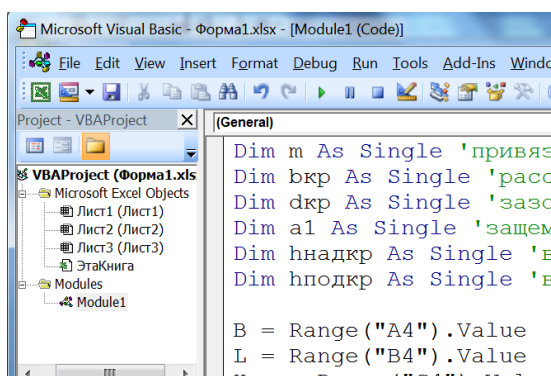 Microsoft Visual Basic - Форма1.xlsx - [Module1 (Code)]
File Edit View Insert Format Debug Run Tools Add-Ins
Project - VBAProject
(General)
VBAProject (Форма1.xls
Microsoft Excel Objects
Лист1 (Лист1)
Лист2 (Лист2)
Лист3 (Лист3)
ЭтаКнига
Modules
Module1
Dim m As Single 'привяз
Dim bкр As Single 'расс
Dim dкр As Single 'зазо
Dim a1 As Single 'защем
Dim hнадкр As Single 'в
Dim hподкр As Single 'в
B = Range("A4").Value
L = Range("B4").Value